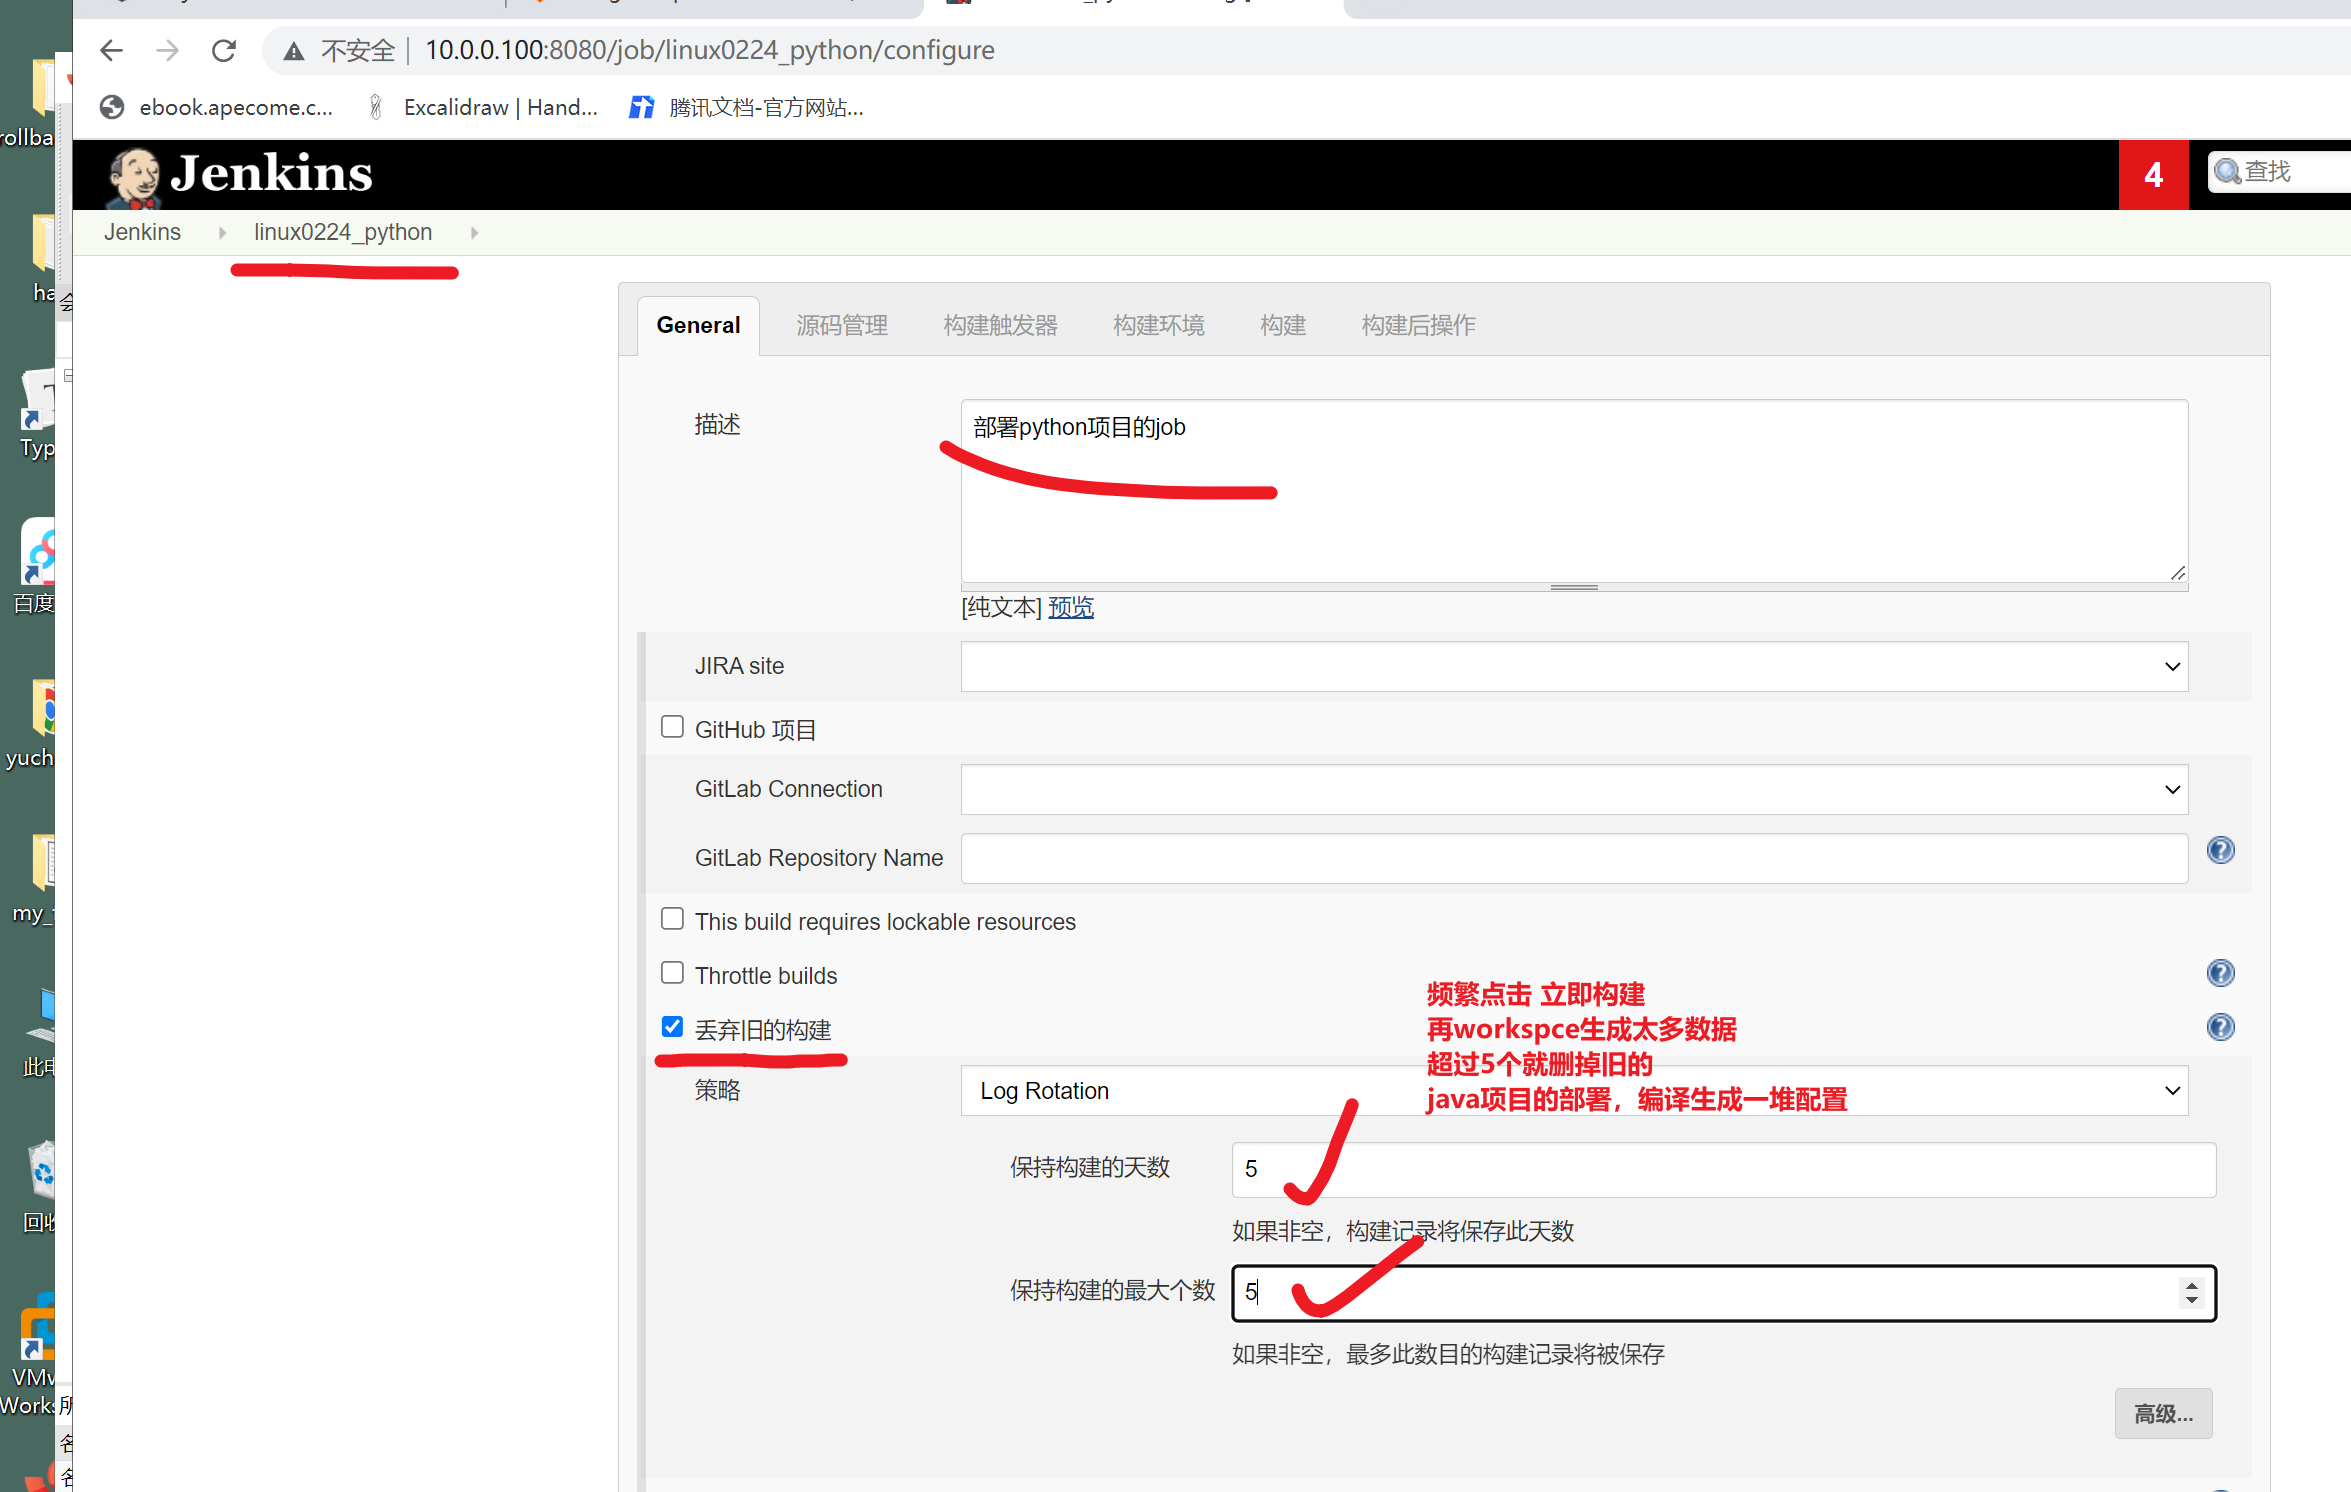 不安全 | 10.0.0.100:8080/job/linux0224_python/configure
ebook.apecome.c...
Excalidraw | Hand...
腾讯文档-官方网站...
Jenkins
4
查找
Jenkins
linux0224_python
General
源码管理
构建触发器
构建环境
构建
构建后操作
描述
部署python项目的job
[纯文本] 预览
JIRA site
GitHub 项目
GitLab Connection
GitLab Repository Name
This build requires lockable resources
Throttle builds
频繁点击 立即构建
再workspce生成太多数据
超过5个就删掉旧的
java项目的部署，编译生成一堆配置
丢弃旧的构建
策略
Log Rotation
保持构建的天数
5
如果非空，构建记录将保存此天数
保持构建的最大个数
5
如果非空，最多此数目的构建记录将被保存
高级...
rollba
ha
Typ
百度
yuch
my_
此电
回收
VMw
Works